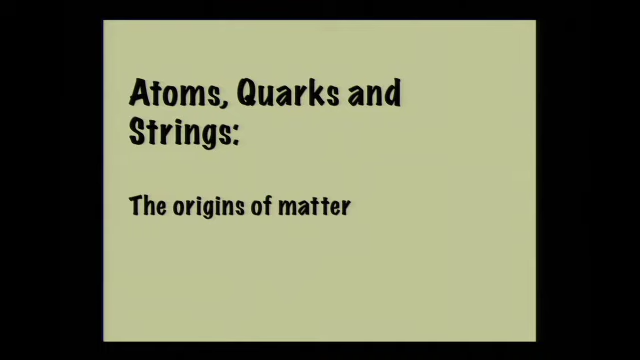 Atoms, Quarks and
Strings:
The origins of matter